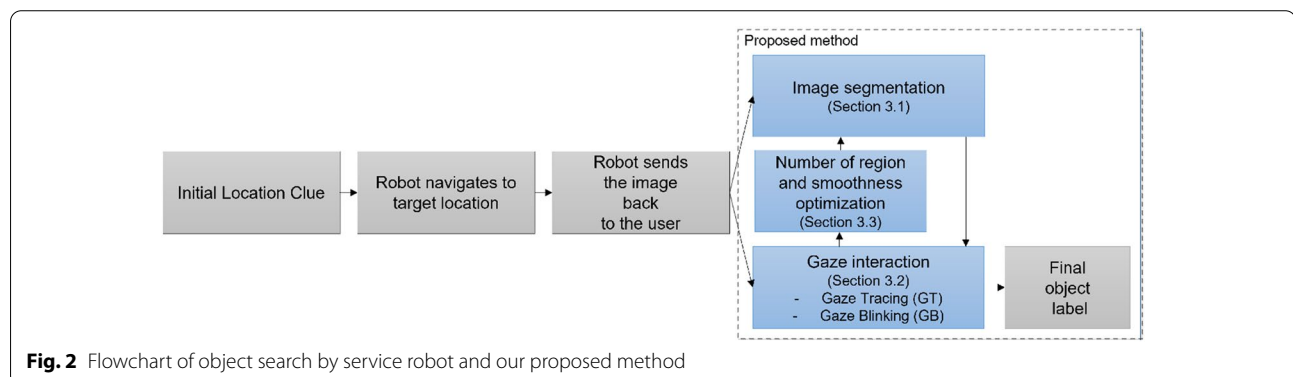 Proposed method
Image segmentation
(Section 3.1)
Initial Location Clue
Robot navigates to
target location
Robot sends
the image
back
to the user
Number of region
and smoothness
optimization
(Section 3.3)
Gaze interaction
(Section 3.2)
- Gaze Tracing (GT)
- Gaze Blinking (GB)
Final
object
label
Fig. 2 Flowchart of object search by service robot and our proposed method